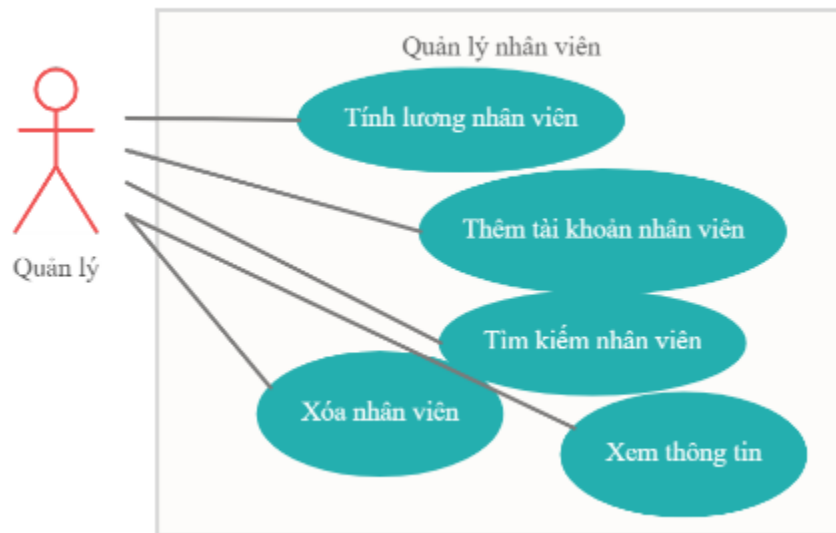 Quản lý nhân viên
Tính lương nhân viên
Thêm tài khoản nhân viên
Quản lý
Tìm kiếm nhân viên
Xóa nhân viên
Xem thông tin